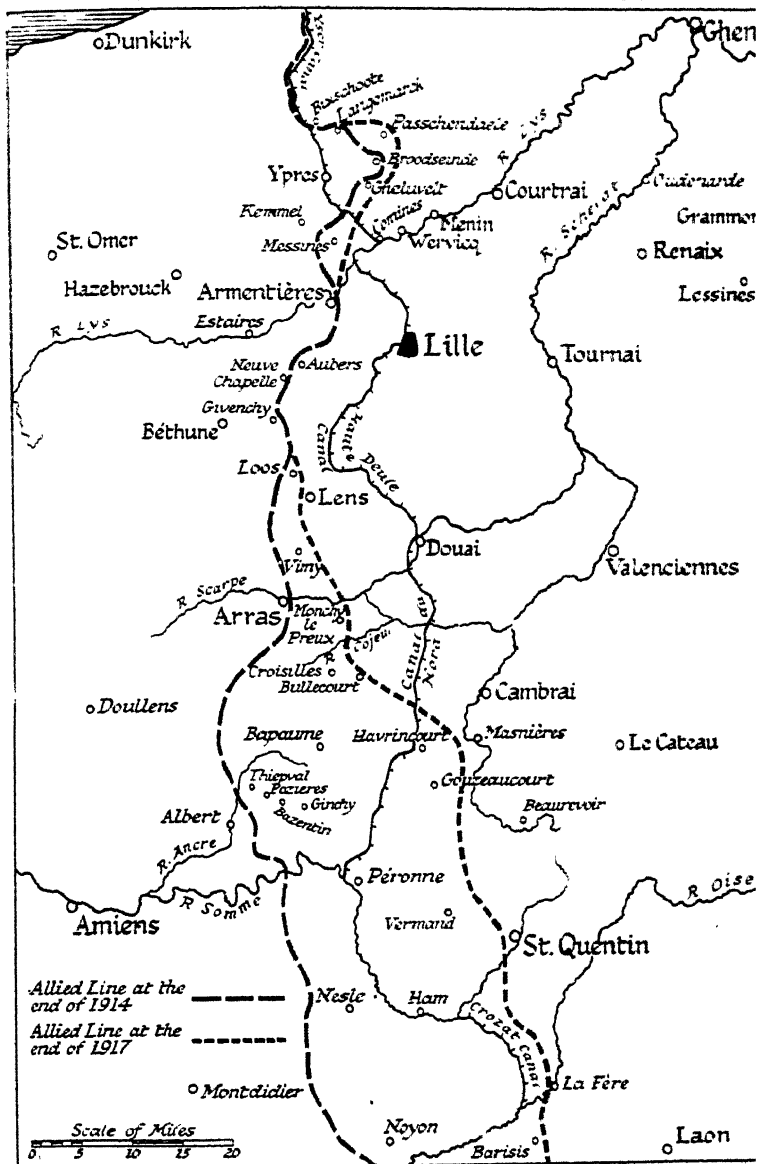 Dunkirk
Ghen
Bixschoote
Langemarck
Passchendaele
R. Lys
Ypres
Broodseinde
Gheluvelt
Courtrai
R. Scheldt
Oudenarde
Kemmel
Comines
Menin
Grammon
St. Omer
Messines
Wervicq
Renaix
Hazebrouck
Armentières
Lessines
R Lys
Estaires
Lille
Neuve
Chapelle
Aubers
Tournai
Givenchy
Béthune
Canal
Haute
Deule
Loos
Lens
Vimy
Douai
Valenciennes
R Scarpe
Arras
Monchy
le
Preux
R
Cojeul
Canal
du
Nord
Croisilles
Bullecourt
Cambrai
Doullens
Bapaume
Havrincourt
Masnières
Le Cateau
Thiepval
Pozieres
Ginchy
Bazentin
Gouzeaucourt
Beaurevoir
Albert
R. Ancre
Péronne
R Oise
Amiens
R Somme
Vermand
St. Quentin
Allied Line at the
end of 1914
Nesle
Ham
Crozat Canal
Allied Line at the
end of 1917
Montdidier
La Fère
Scale of Miles
0 5 10 15 20
Noyon
Barisis
Laon